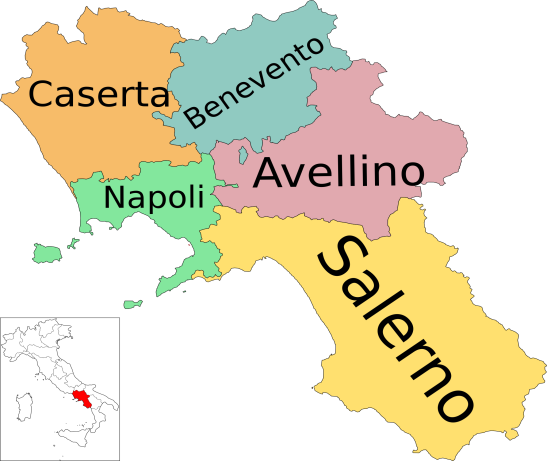 Caserta
Benevento
Avellino
Napoli
Salerno